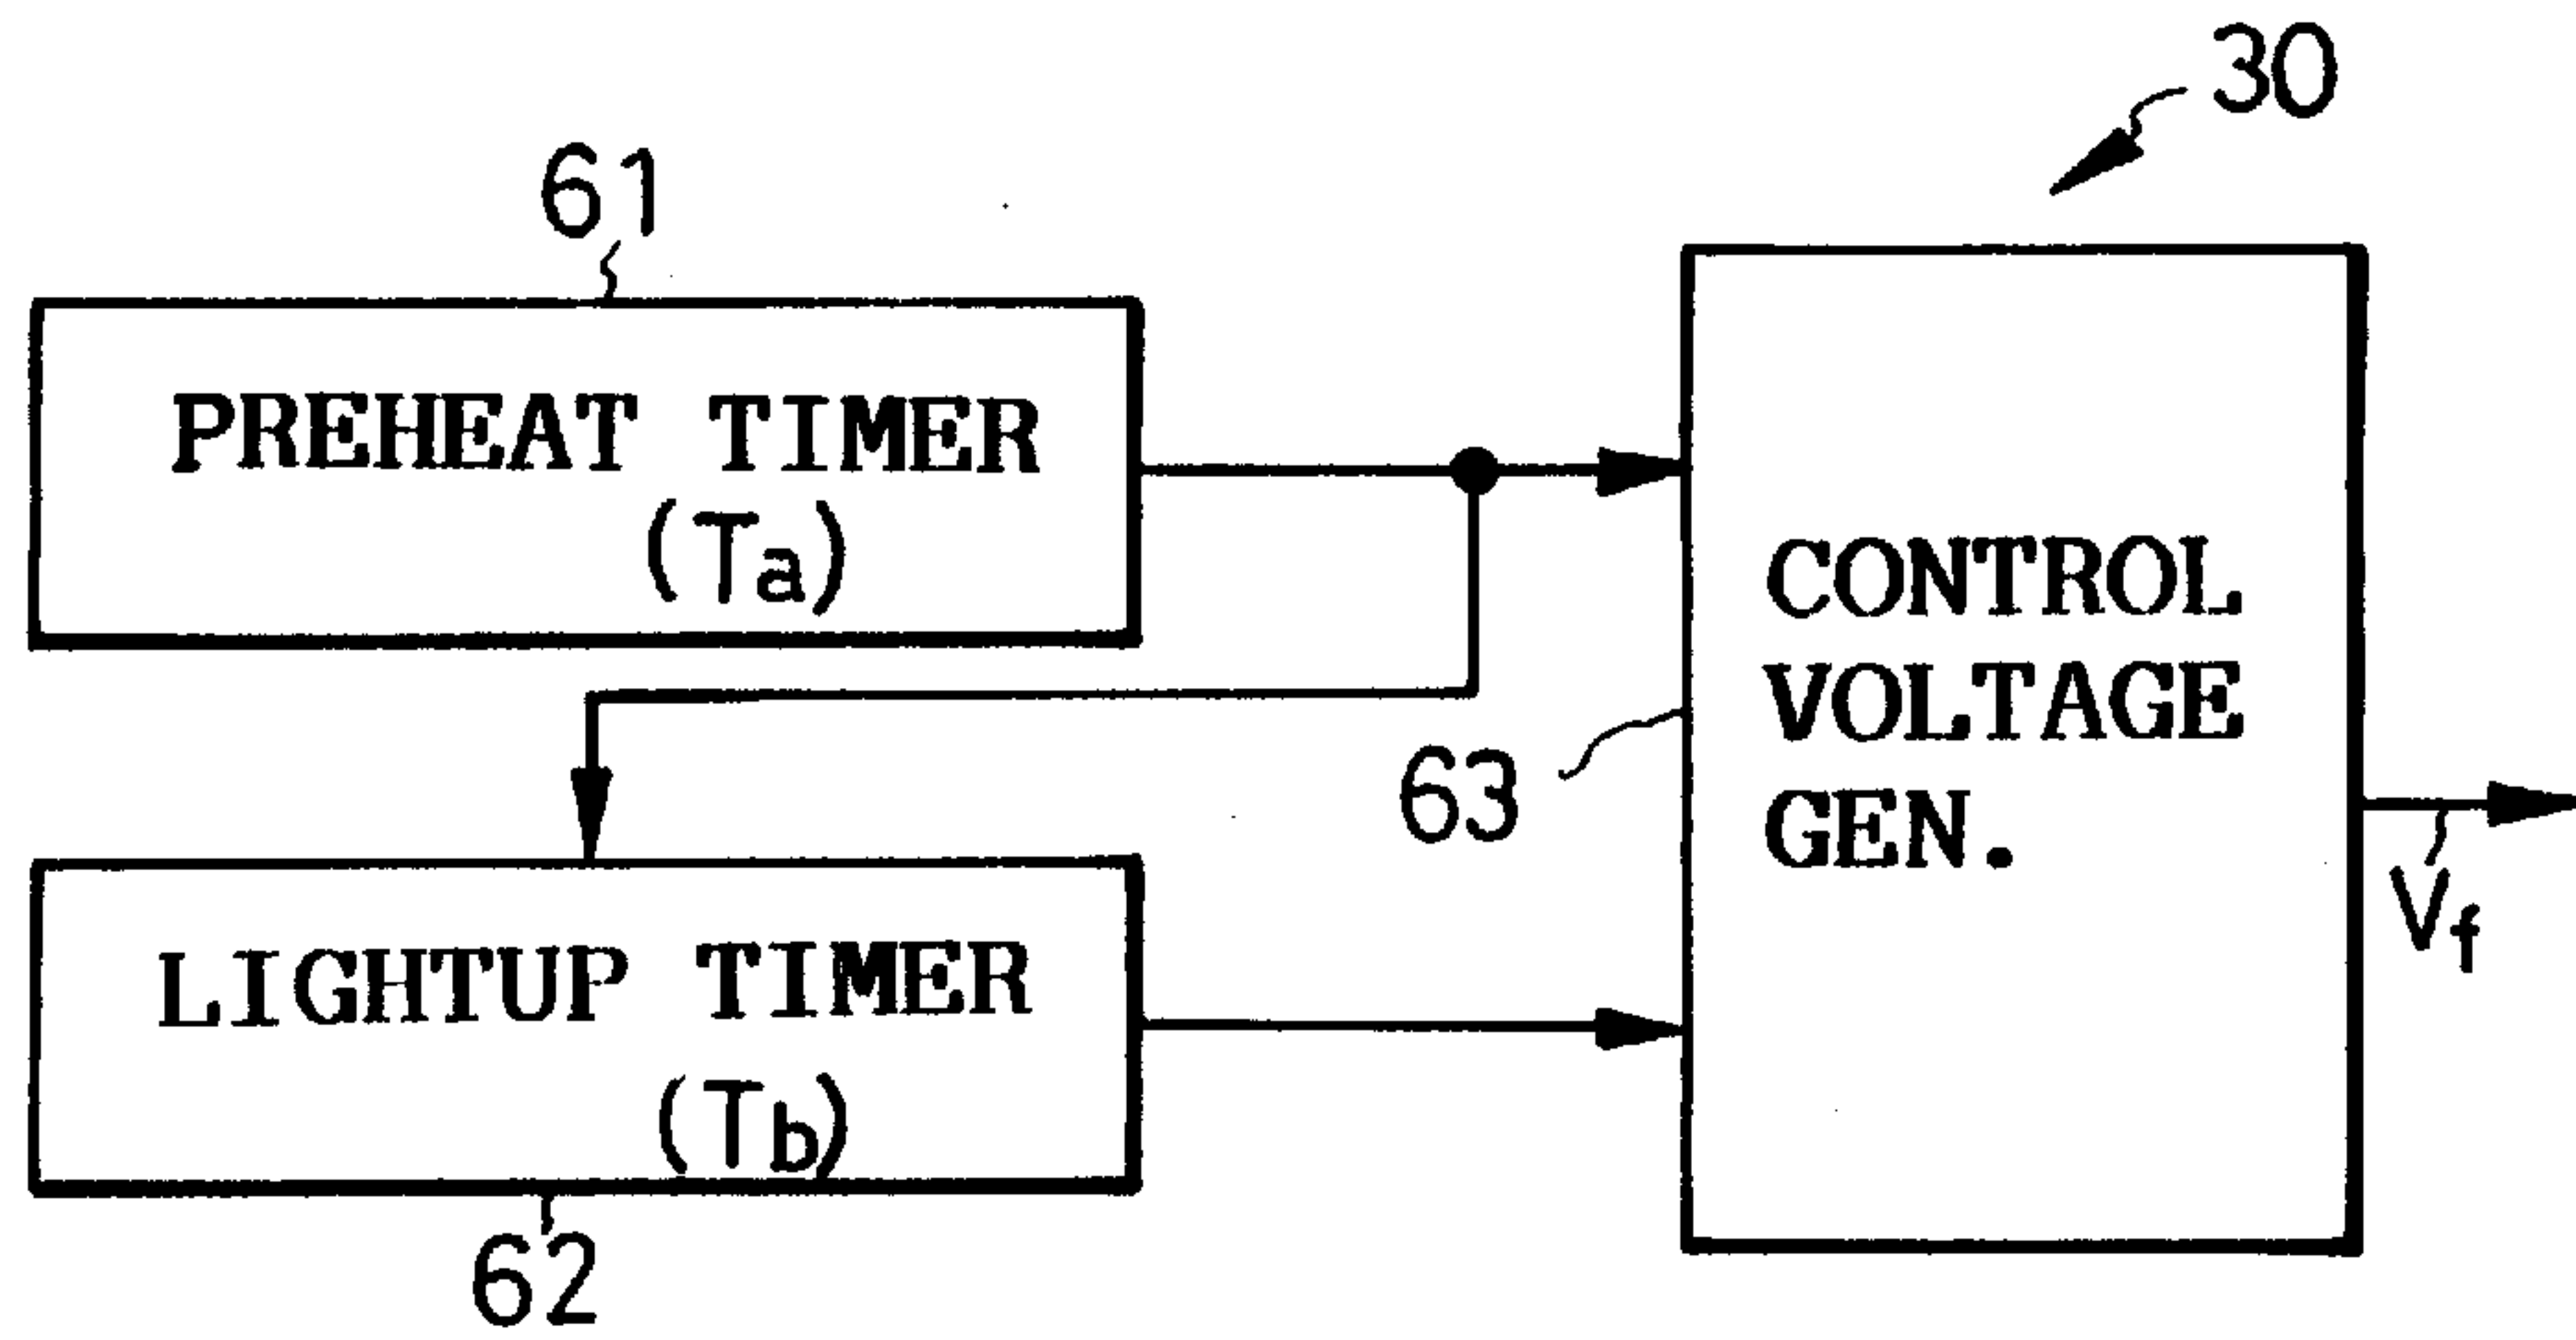 30
61
PREHEAT TIMER
(Ta)
CONTROL
VOLTAGE
GEN.
63
Vf
LIGHTUP TIMER
(Tb)
62